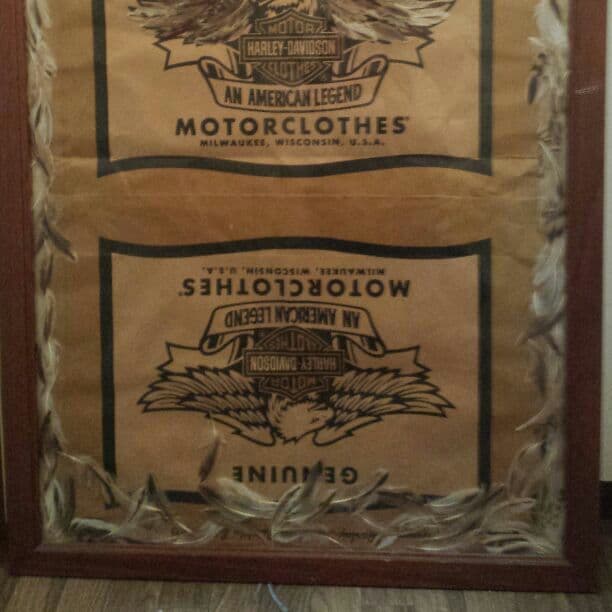 MOTOR
HARLEY-DAVIDSON
CLOTHES
AN AMERICAN LEGEND
MOTORCLOTHES®
MILWAUKEE, WISCONSIN, U.S.A.
MILWAUKEE, WISCONSIN, U.S.A.
MOTORCLOTHES®
AN AMERICAN LEGEND
CLOTHES
HARLEY-DAVIDSON
MOTOR
GENUINE